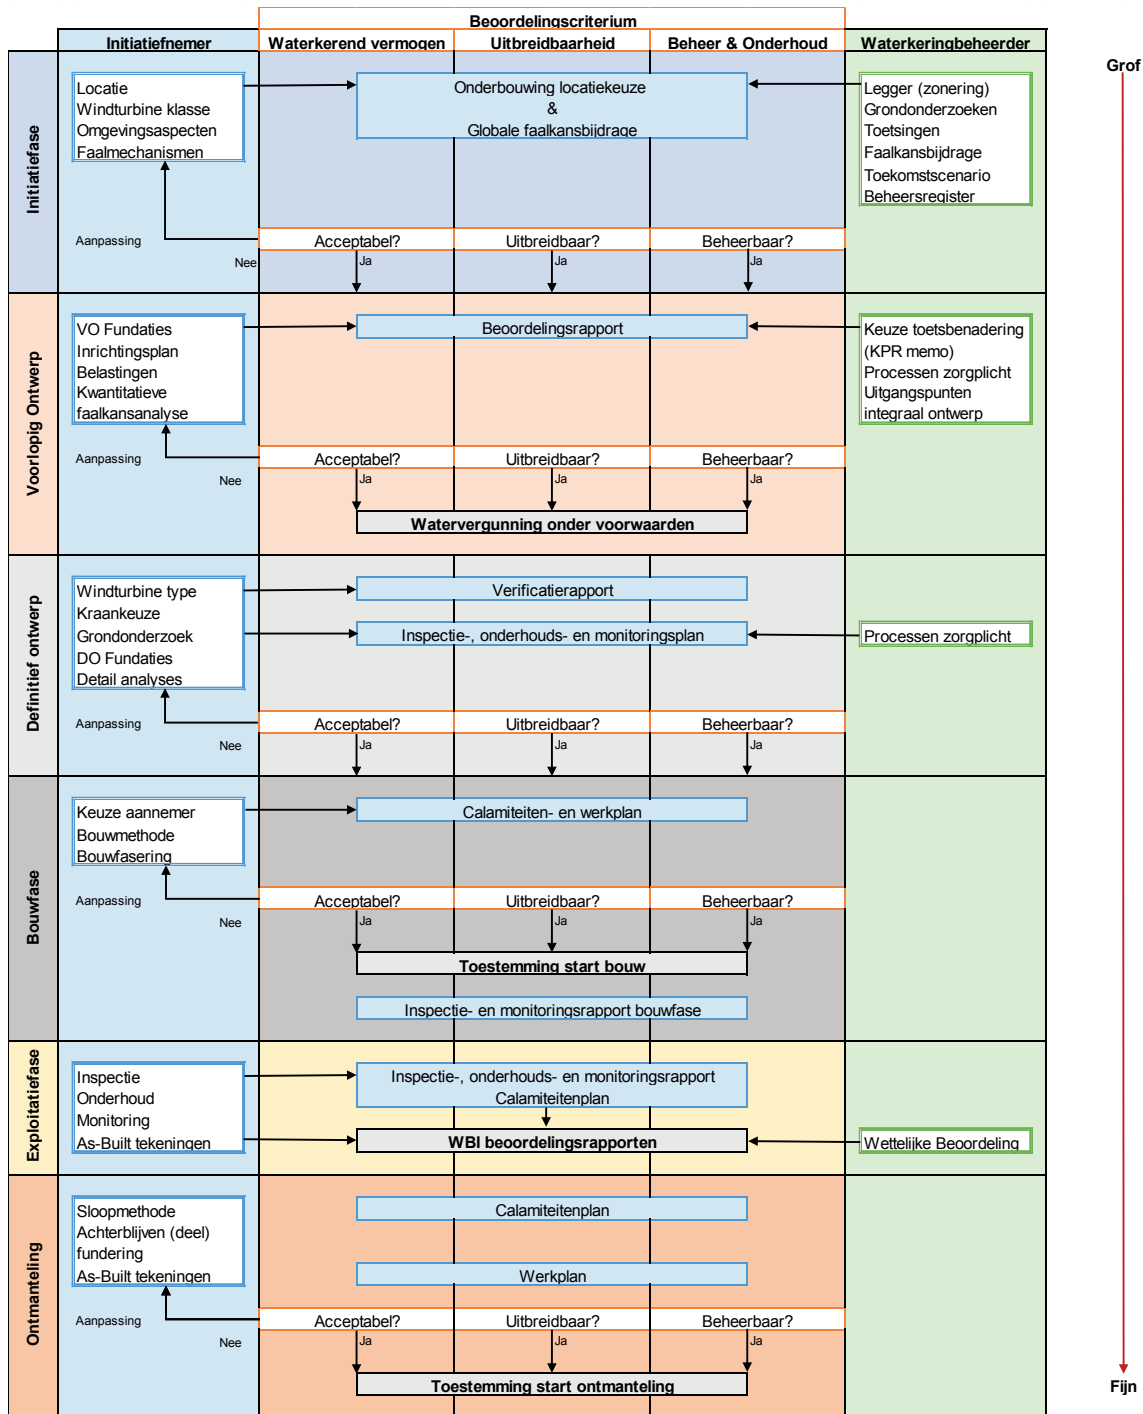 Beoordelingscriterium
Initiatiefnemer
Waterkerend vermogen
Uitbreidbaarheid
Beheer & Onderhoud
Waterkeringbeheerder
Grof
Initiatiefase
Locatie
Windturbine klasse
Omgevingsaspecten
Faalmechanismen
Onderbouwing locatiekeuze
&
Globale faalkansbijdrage
Legger (zonering)
Grondonderzoeken
Toetsingen
Faalkansbijdrage
Toekomstscenario
Beheersregister
Aanpassing
Nee
Acceptabel?
Uitbreidbaar?
Beheerbaar?
Ja
Ja
Ja
Voorlopig Ontwerp
VO Fundaties
Inrichtingsplan
Belastingen
Kwantitatieve
faalkansanalyse
Beoordelingsrapport
Keuze toetsbenadering
(KPR memo)
Processen zorgplicht
Uitgangspunten
integraal ontwerp
Aanpassing
Nee
Acceptabel?
Uitbreidbaar?
Beheerbaar?
Ja
Ja
Ja
Watervergunning onder voorwaarden
Definitief ontwerp
Windturbine type
Kraankeuze
Grondonderzoek
DO Fundaties
Detail analyses
Verificatierapport
Inspectie-, onderhouds- en monitoringsplan
Processen zorgplicht
Aanpassing
Nee
Acceptabel?
Uitbreidbaar?
Beheerbaar?
Ja
Ja
Ja
Bouwfase
Keuze aannemer
Bouwmethode
Bouwfasering
Calamiteiten- en werkplan
Aanpassing
Nee
Acceptabel?
Uitbreidbaar?
Beheerbaar?
Ja
Ja
Ja
Toestemming start bouw
Inspectie- en monitoringsrapport bouwfase
Exploitatiefase
Inspectie
Onderhoud
Monitoring
As-Built tekeningen
Inspectie-, onderhouds- en monitoringsrapport
Calamiteitenplan
WBI beoordelingsrapporten
Wettelijke Beoordeling
Ontmanteling
Sloopmethode
Achterblijven (deel)
fundering
As-Built tekeningen
Calamiteitenplan
Werkplan
Aanpassing
Nee
Acceptabel?
Uitbreidbaar?
Beheerbaar?
Ja
Ja
Ja
Toestemming start ontmanteling
Fijn